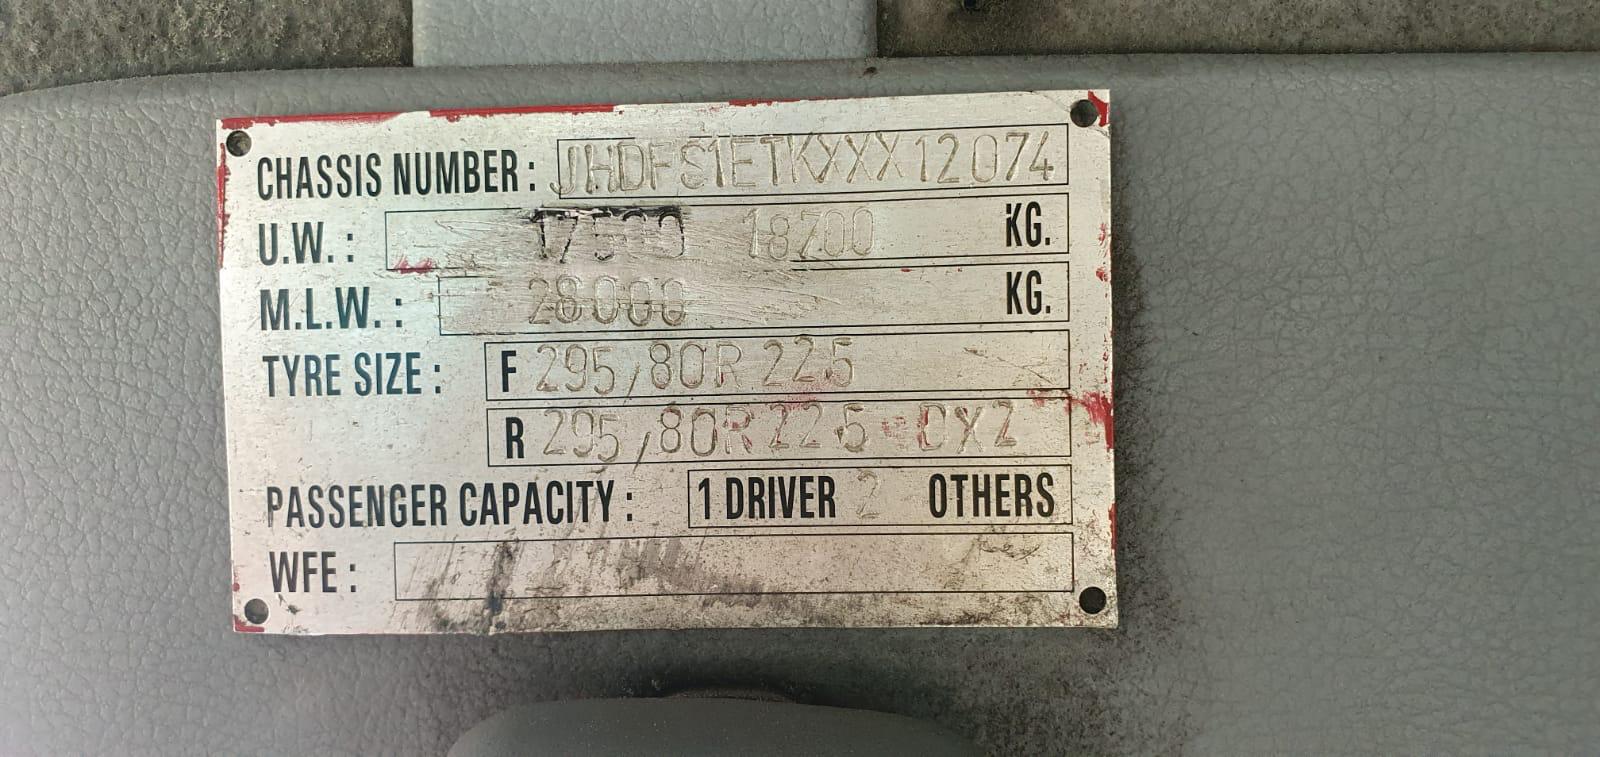 CHASSIS NUMBER: JHDFS1ETKXXX12074
U.W.: 17500 18200 KG.
M.L.W.: 28000 KG.
TYRE SIZE: F 295/80R 22.5
R 295/80R 22.5 DX2
PASSENGER CAPACITY: 1 DRIVER 2 OTHERS
WFE: